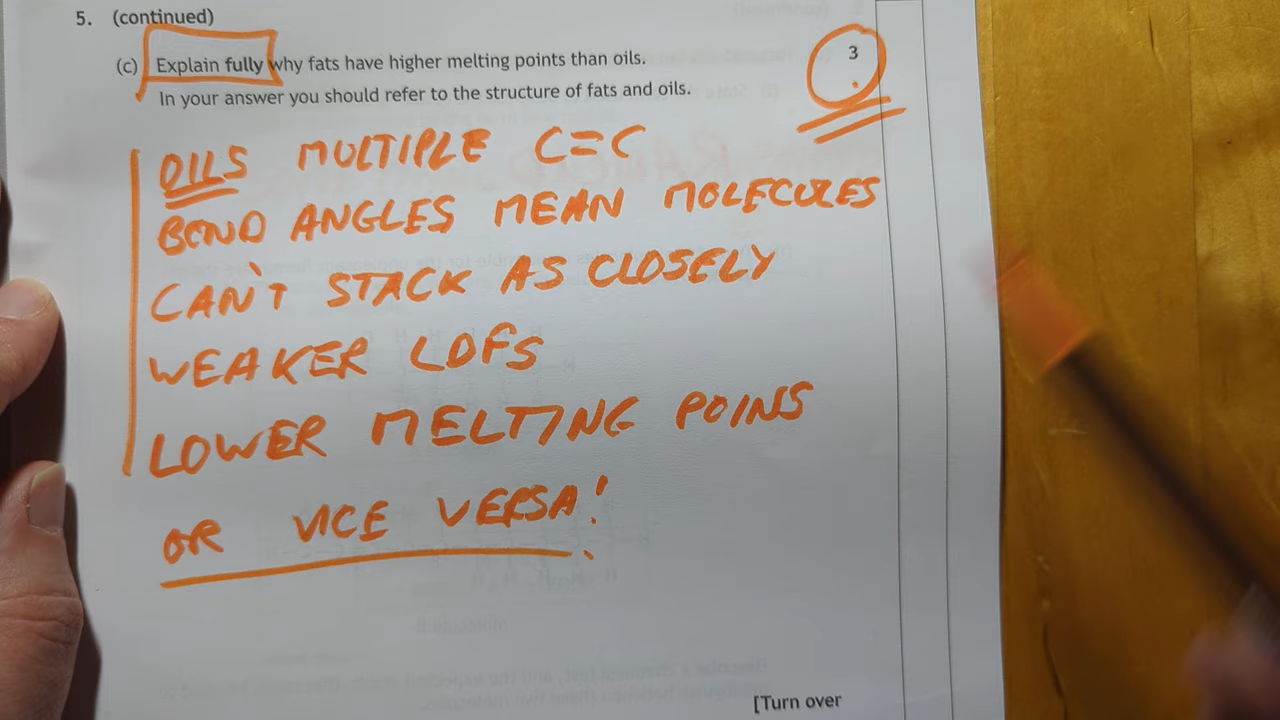 5. (continued)
(c) Explain fully why fats have higher melting points than oils. 3
In your answer you should refer to the structure of fats and oils.
OILS MULTIPLE C=C
BOND ANGLES MEAN MOLECULES
CAN'T STACK AS CLOSELY
WEAKER LDFS
LOWER MELTING POINS
OR VICE VERSA!
[Turn over